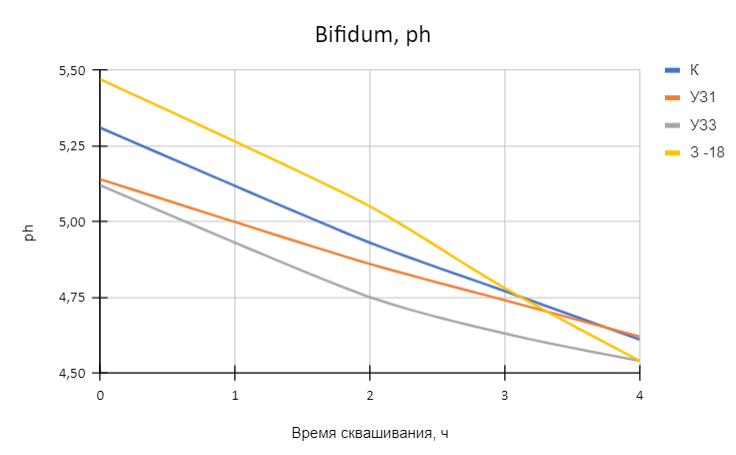 Bifidum, ph
5,50
5,25
5,00
4,75
4,50
ph
0 1 2 3 4
Время сквашивания, ч
К
УЗ1
УЗЗ
З -18